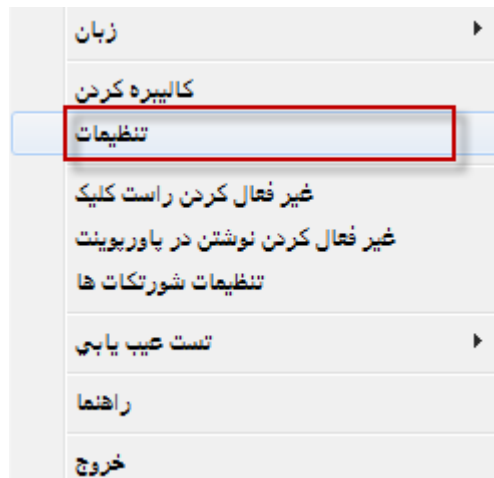 زبان
کالیبره کردن
تنظیمات
غیر فعال کردن راست کلیک
غیر فعال کردن نوشتن در پاورپوینت
تنظیمات شورتکات ها
تست عیب یابی
راهنما
خروج